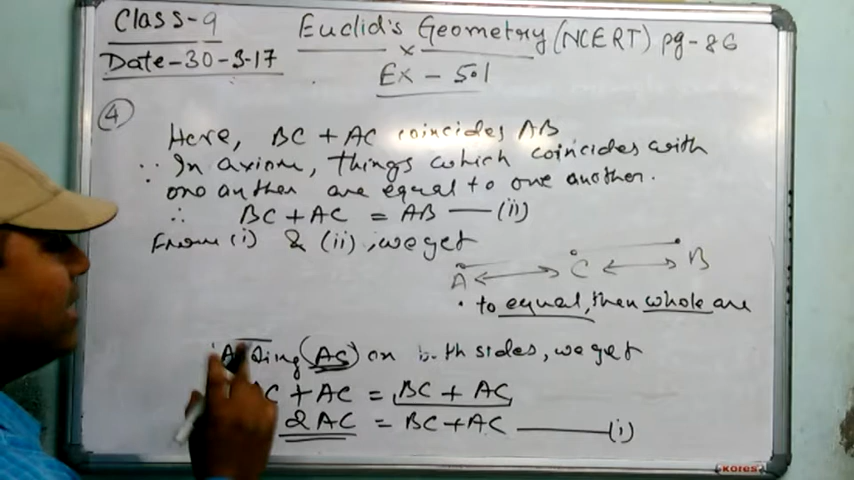 Class-9
Euclid's Geometry (NCERT) pg-86
Date-30-3-17
Ex - 5.1
4
Here, BC + AC coincides AB
∵ In axiom, things which coincides with
one another are equal to one another.
∴ BC + AC = AB — (ii)
From (i) & (ii), we get
A C B
to equal, then whole are
Adding (AC) on both sides, we get
AC + AC = BC + AC
2AC = BC + AC — (i)
kores